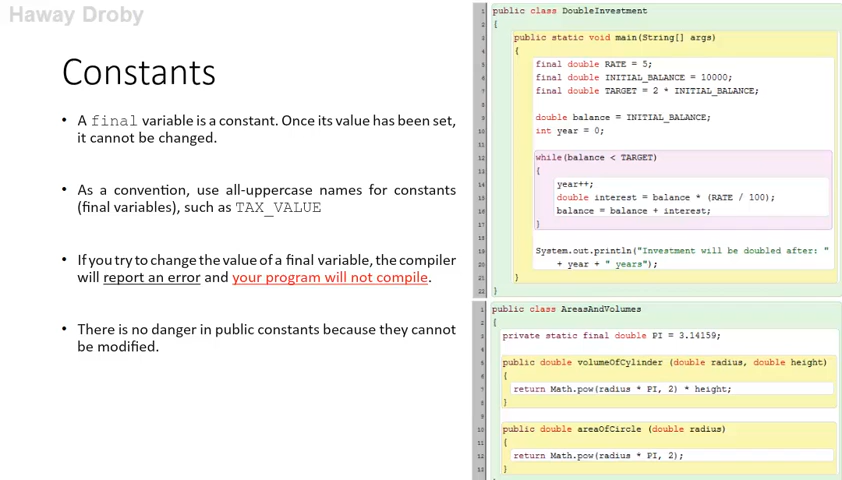 Haway Droby
Constants
• A final variable is a constant. Once its value has been set,
it cannot be changed.
• As a convention, use all-uppercase names for constants
(final variables), such as TAX_VALUE
• If you try to change the value of a final variable, the compiler
will report an error and your program will not compile.
• There is no danger in public constants because they cannot
be modified.
1 public class DoubleInvestment
2 {
3 public static void main(String[] args)
4 {
5 final double RATE = 5;
6 final double INITIAL_BALANCE = 10000;
7 final double TARGET = 2 * INITIAL_BALANCE;
8
9 double balance = INITIAL_BALANCE;
10 int year = 0;
11
12 while(balance < TARGET)
13 {
14 year++;
15 double interest = balance * (RATE / 100);
16 balance = balance + interest;
17 }
18
19 System.out.println("Investment will be doubled after: "
20 + year + " years");
21 }
22 }
1 public class AreasAndVolumes
2 {
3 private static final double PI = 3.14159;
4
5 public double volumeOfCylinder (double radius, double height)
6 {
7 return Math.pow(radius * PI, 2) * height;
8 }
9
10 public double areaOfCircle (double radius)
11 {
12 return Math.pow(radius * PI, 2);
13 }